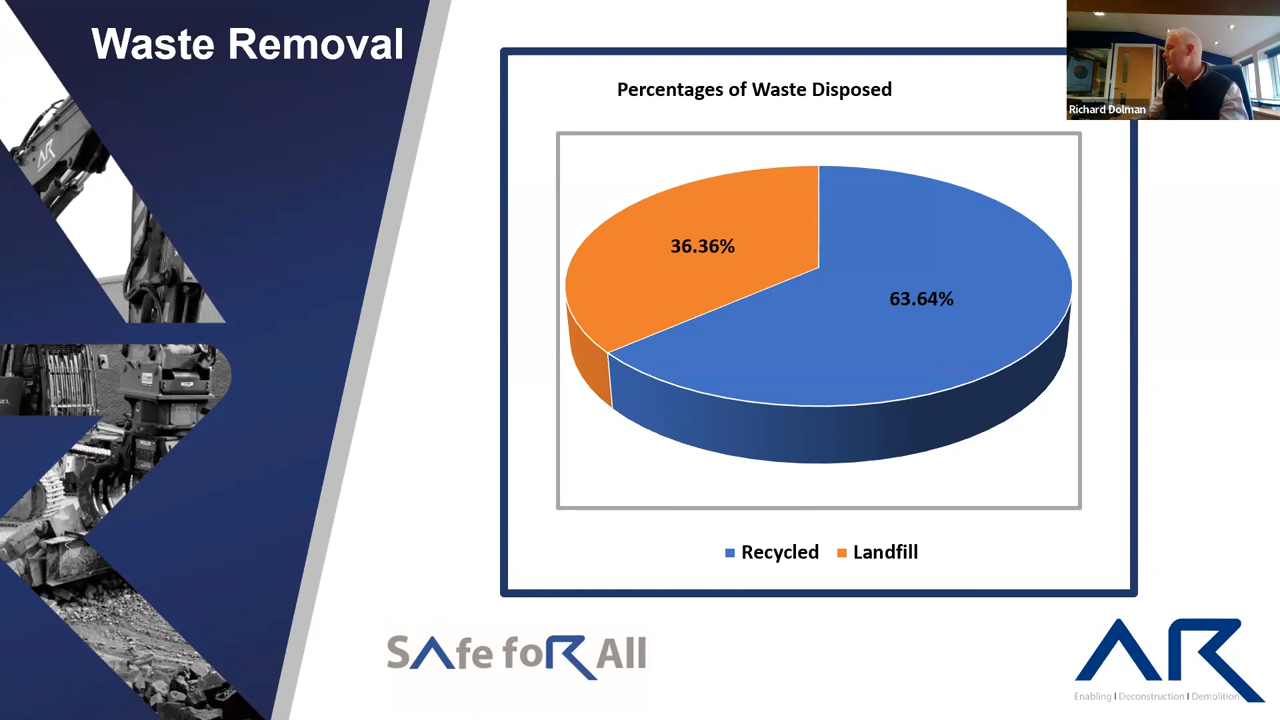 Waste Removal
Percentages of Waste Disposed
Richard Dolman
36.36%
63.64%
Recycled
Landfill
Safe foR All
AR
AR
Enabling | Deconstruction | Demolition